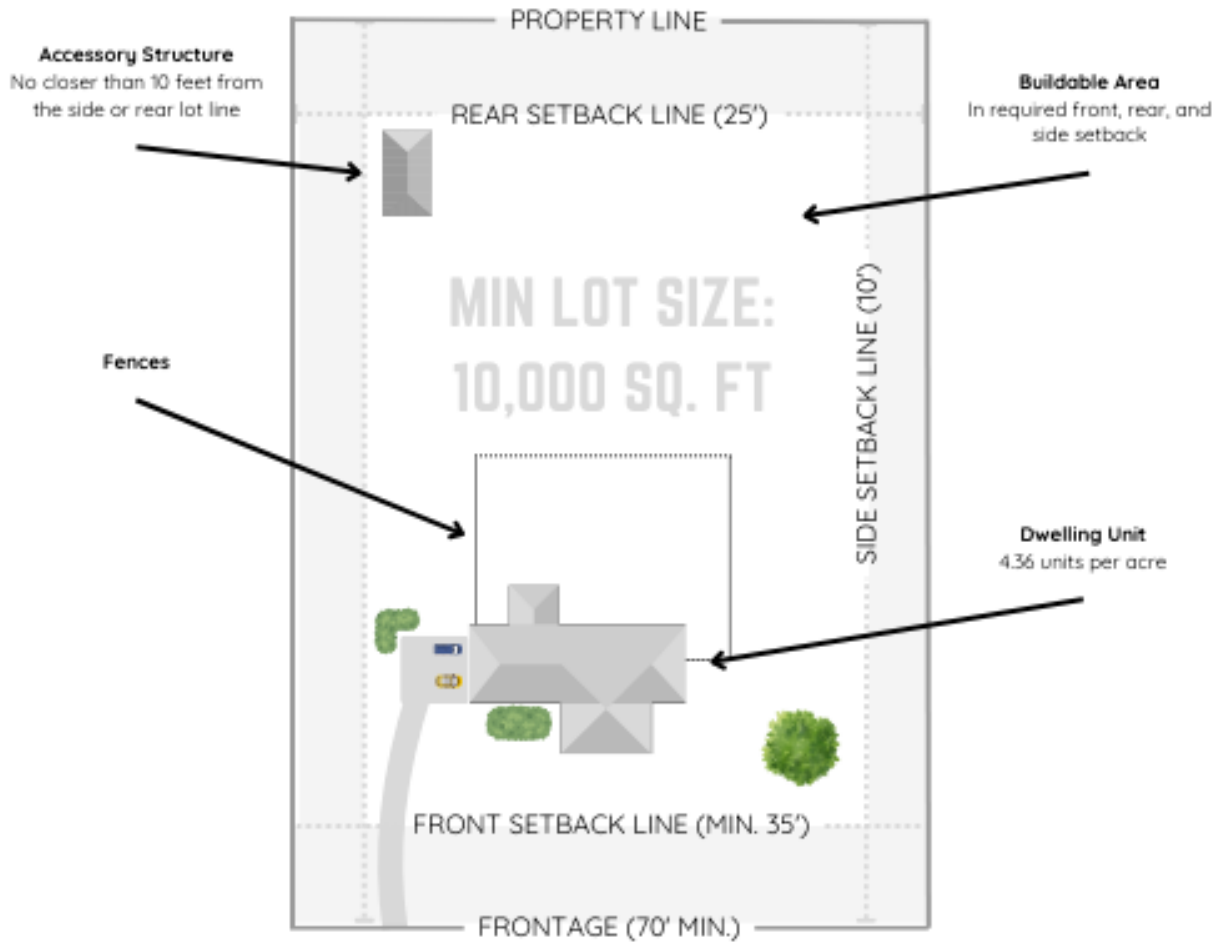 PROPERTY LINE
Accessory Structure
No closer than 10 feet from
the side or rear lot line
Buildable Area
In required front, rear, and
side setback
REAR SETBACK LINE (25')
MIN LOT SIZE:
10,000 SQ. FT
SIDE SETBACK LINE (10')
Fences
Dwelling Unit
4.36 units per acre
FRONT SETBACK LINE (MIN. 35')
FRONTAGE (70' MIN.)